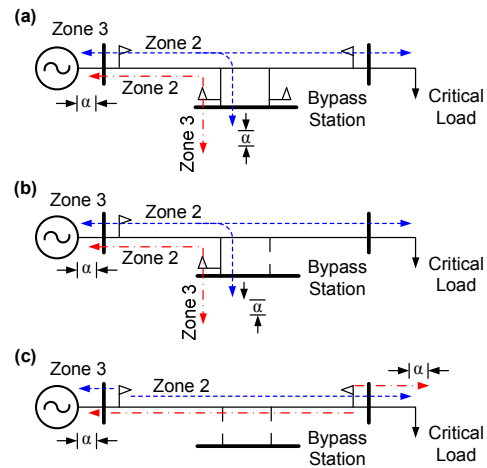 (a)
Zone 3
Zone 2
Zone 2
α
Zone 3
α
Bypass
Station
Critical
Load
(b)
Zone 3
Zone 2
Zone 2
α
Zone 3
α
Bypass
Station
Critical
Load
(c)
Zone 3
Zone 2
α
α
Bypass
Station
Critical
Load